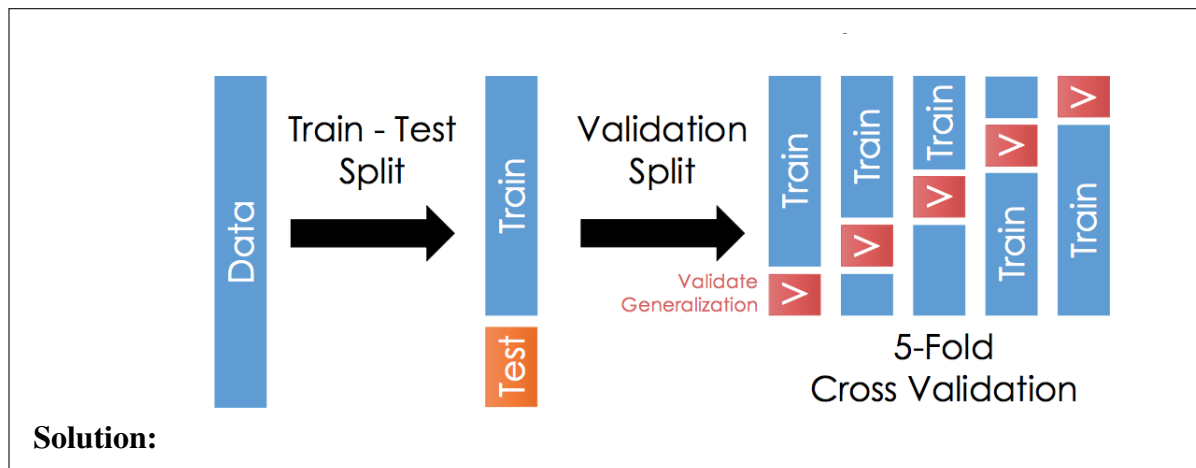 Data
Train - Test
Split
Train
Test
Validation
Split
Validate
Generalization
Train
V
Train
V
Train
V
V
Train
V
Train
5-Fold
Cross Validation
Solution: